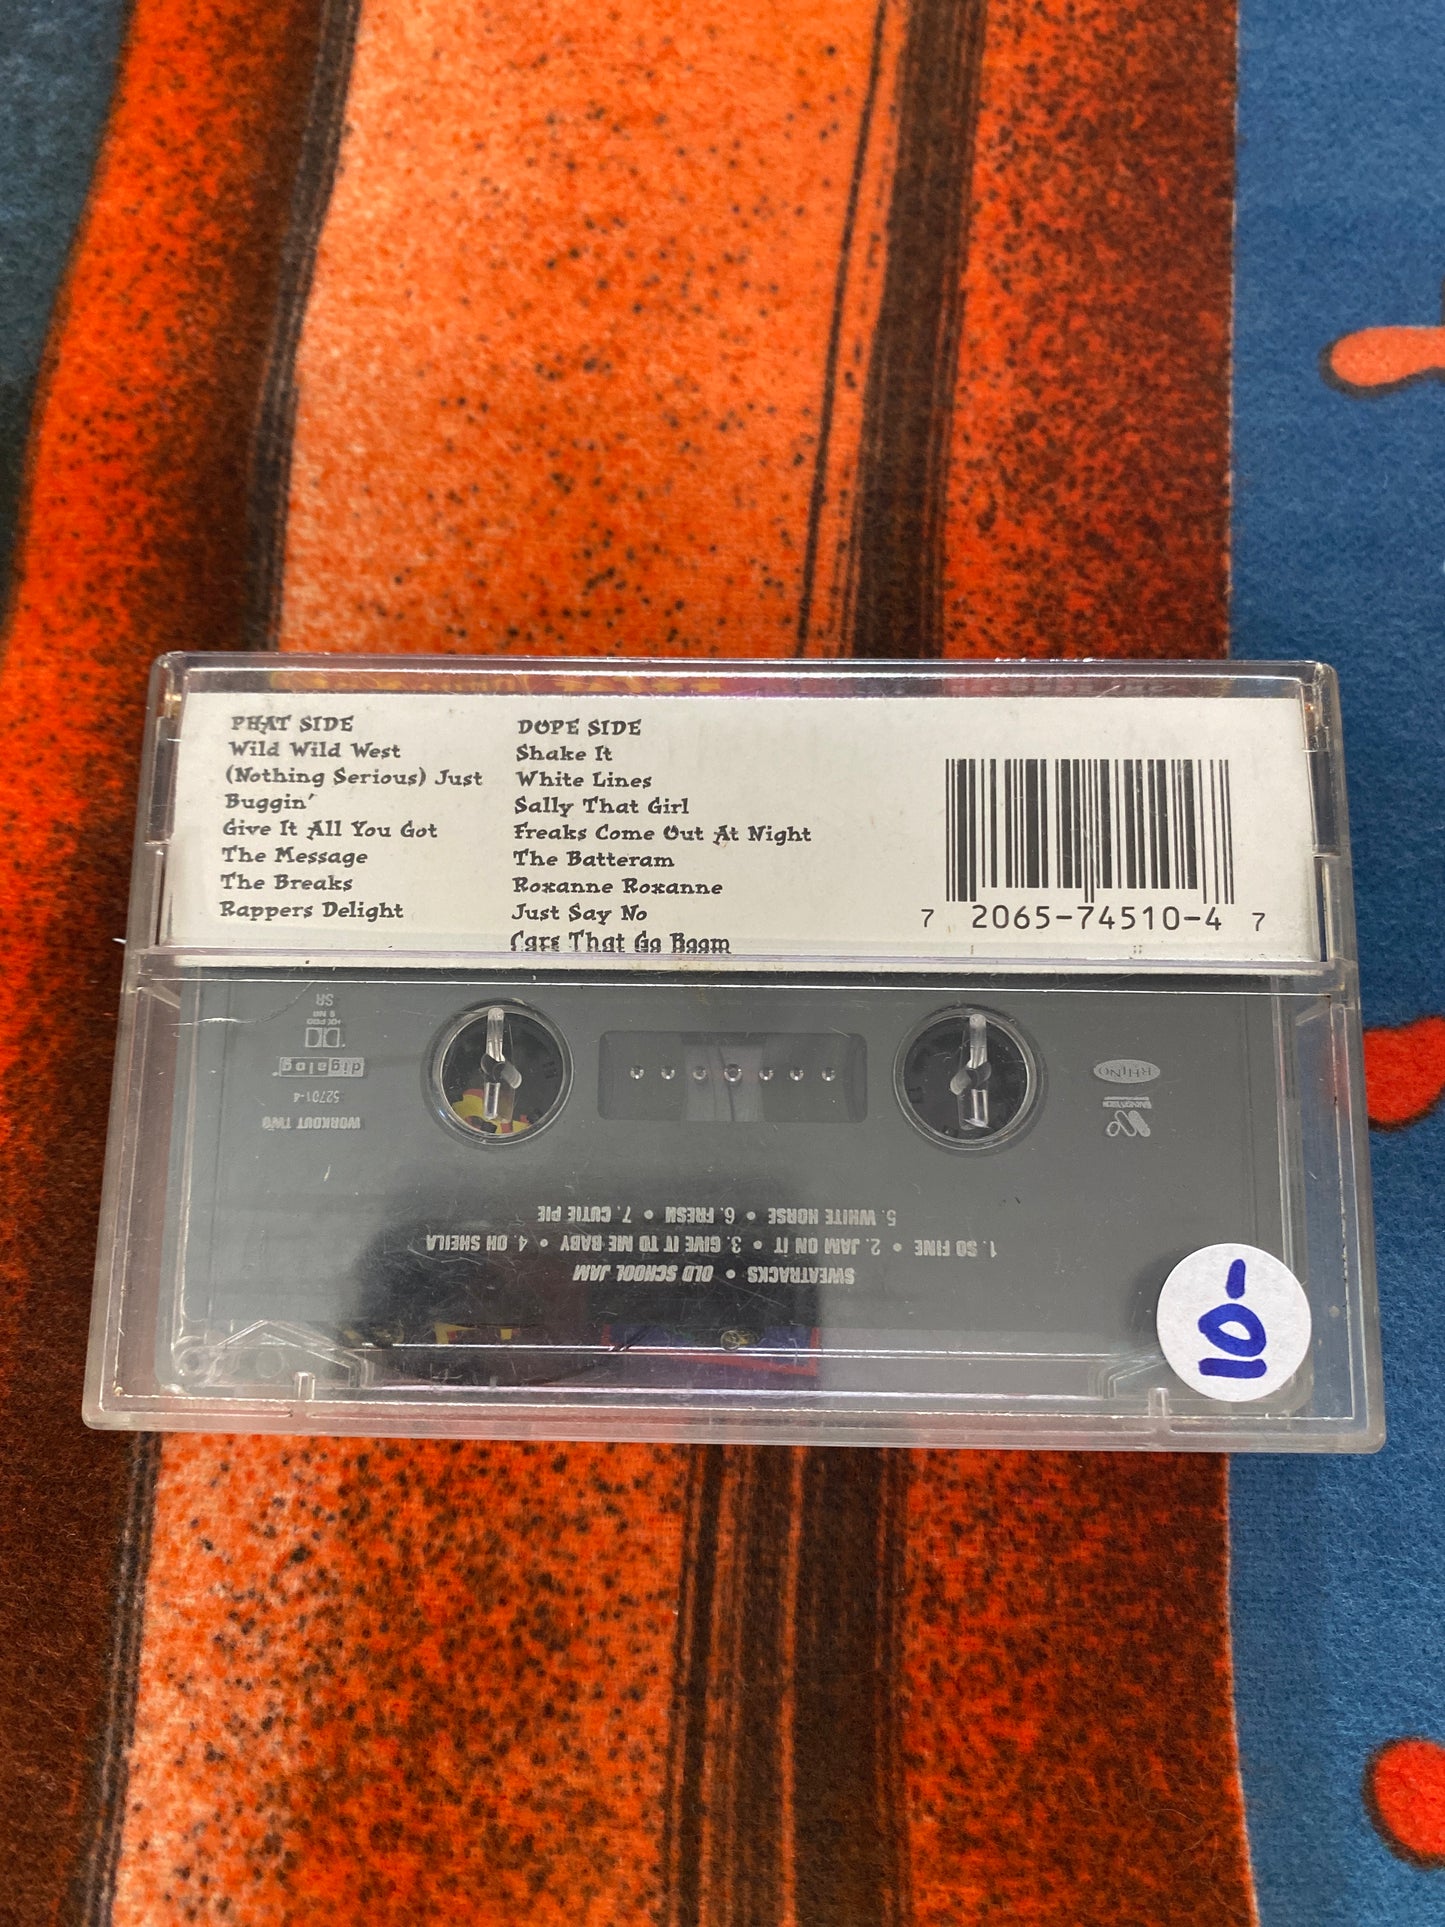 PHAT SIDE
Wild Wild West
(Nothing Serious) Just
Buggin'
Give It All You Got
The Message
The Breaks
Rappers Delight
DOPE SIDE
Shake It
White Lines
Sally That Girl
Freaks Come Out At Night
The Batteram
Roxanne Roxanne
Just Say No
Cars That Go Boom
7 2065-74510-4 7
SWEATRACKS • OLD SCHOOL JAM
1. SO FINE • 2. JAM ON IT • 3. GIVE IT TO ME BABY • 4. OH SHEILA
5. WHITE HORSE • 6. FRESH • 7. CUTIE PIE
WORKOUT TWO
52701-4
digalog
HX PRO
B NR
SR
RHINO
10-